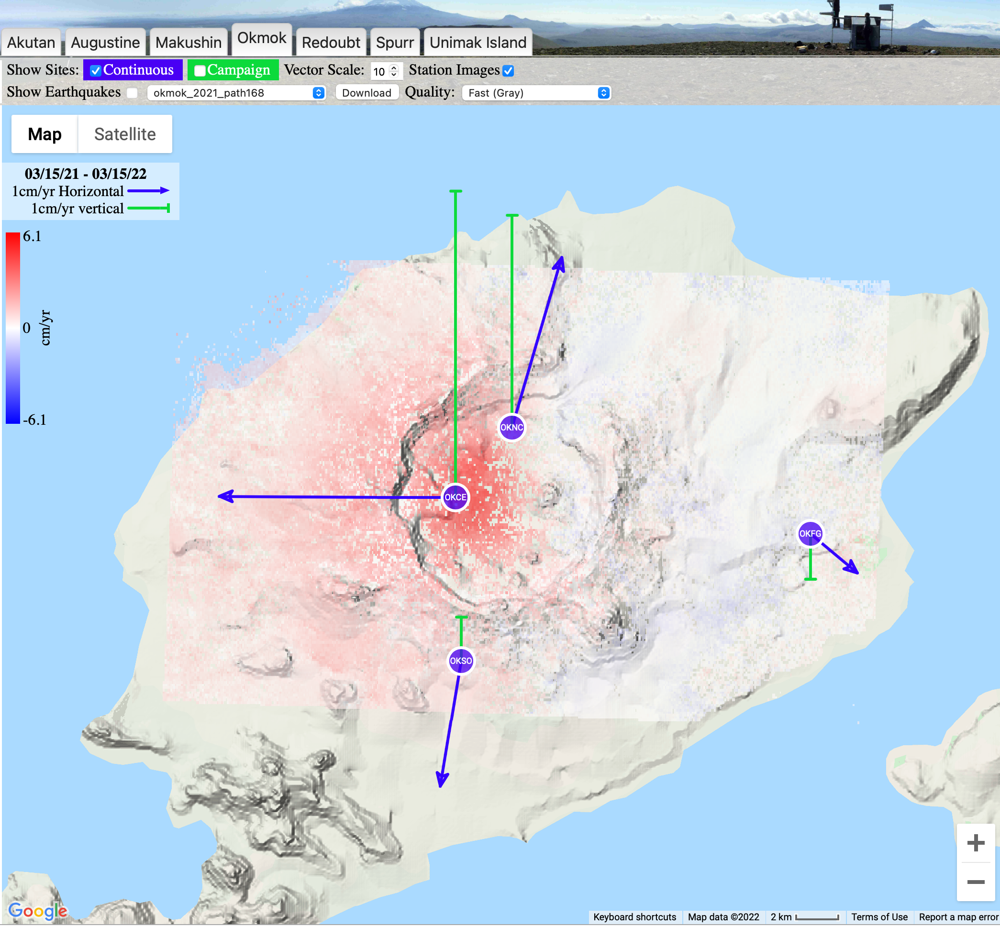 Akutan Augustine Makushin Okmok Redoubt Spurr Unimak Island
Show Sites: Continuous Campaign Vector Scale: 10 Station Images
Show Earthquakes okmok_2021_path168 Download Quality: Fast (Gray)
Map Satellite
03/15/21 - 03/15/22
1cm/yr Horizontal
1cm/yr vertical
6.1
0
cm/yr
-6.1
OKNC
OKCE
OKFG
OKSO
+
−
Google
Keyboard shortcuts Map data ©2022 2 km Terms of Use Report a map error